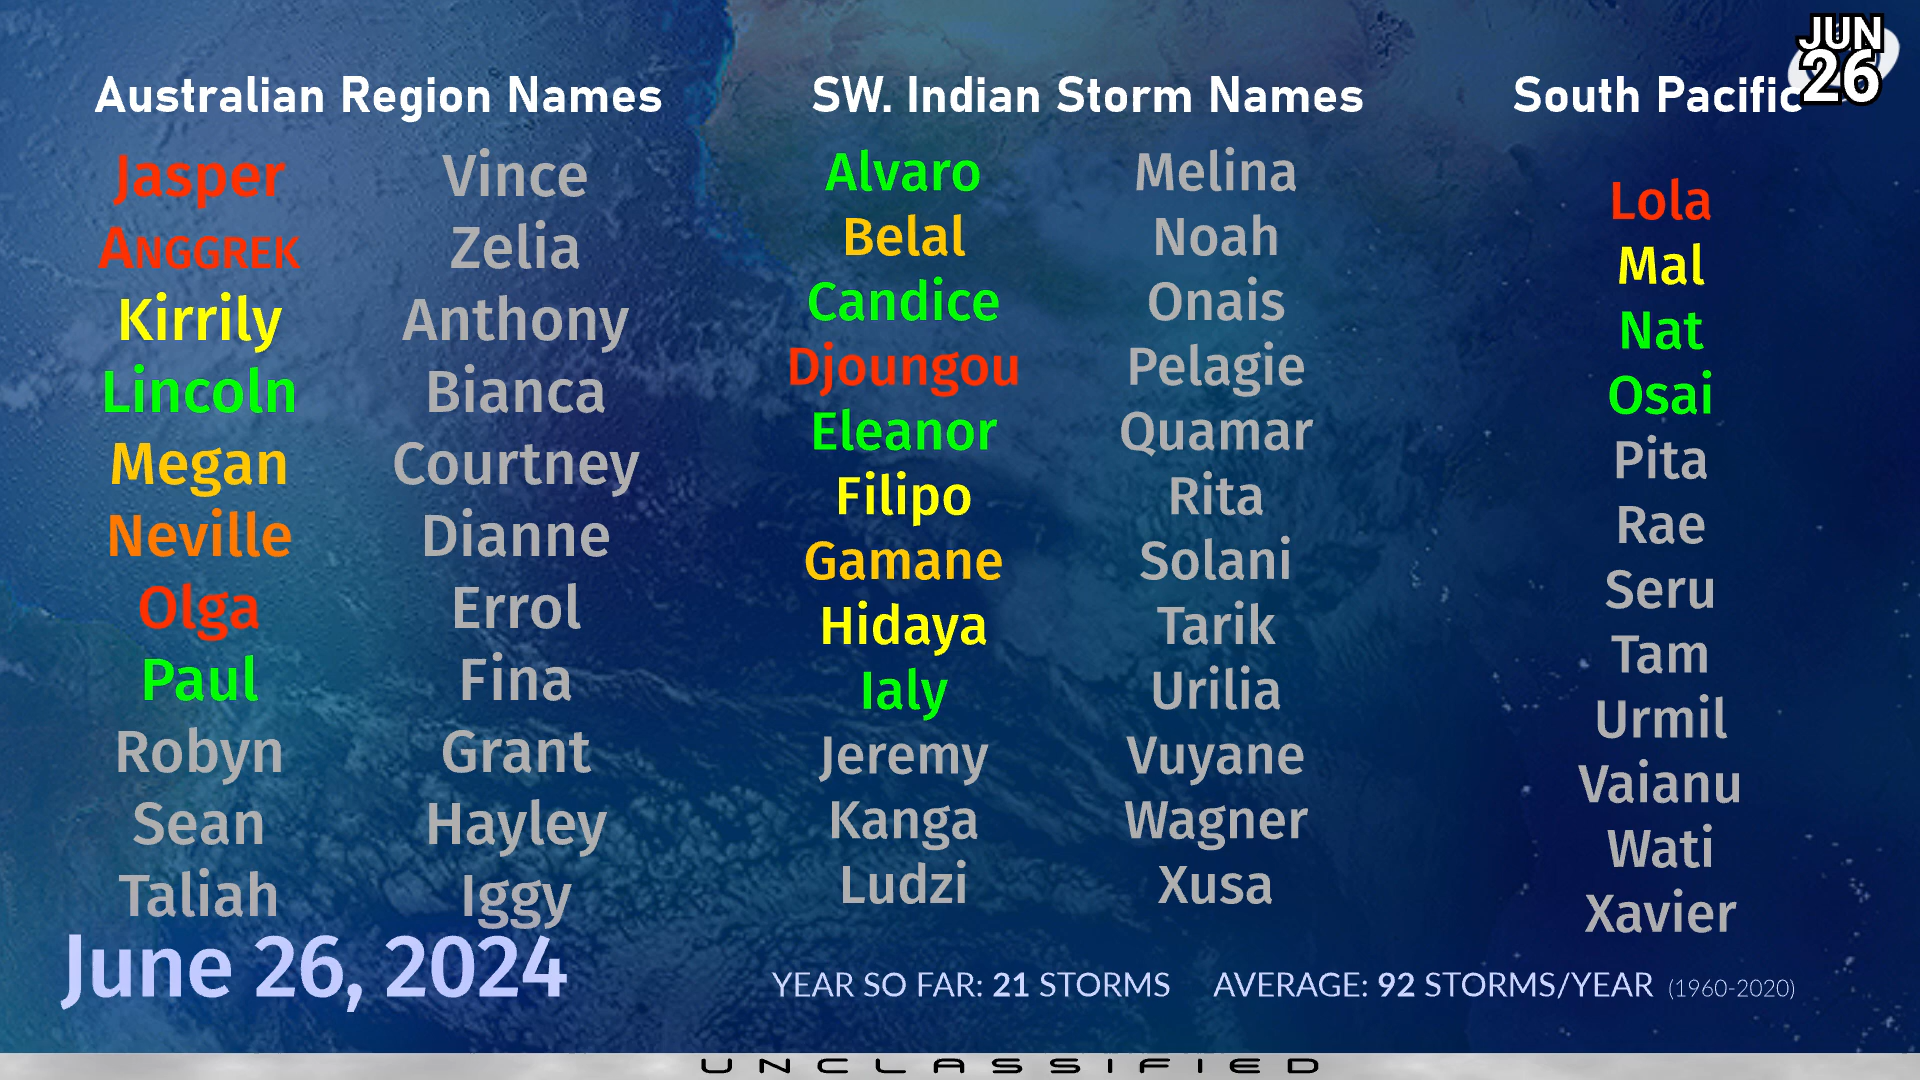 JUN
26
Australian Region Names
Jasper
ANGGREK
Kirrily
Lincoln
Megan
Neville
Olga
Paul
Robyn
Sean
Taliah
Vince
Zelia
Anthony
Bianca
Courtney
Dianne
Errol
Fina
Grant
Hayley
Iggy
SW. Indian Storm Names
Alvaro
Belal
Candice
Djoungou
Eleanor
Filipo
Gamane
Hidaya
Ialy
Jeremy
Kanga
Ludzi
Melina
Noah
Onais
Pelagie
Quamar
Rita
Solani
Tarik
Urilia
Vuyane
Wagner
Xusa
South Pacific
Lola
Mal
Nat
Osai
Pita
Rae
Seru
Tam
Urmil
Vaianu
Wati
Xavier
June 26, 2024
YEAR SO FAR: 21 STORMS AVERAGE: 92 STORMS/YEAR (1960-2020)
UNCLASSIFIED